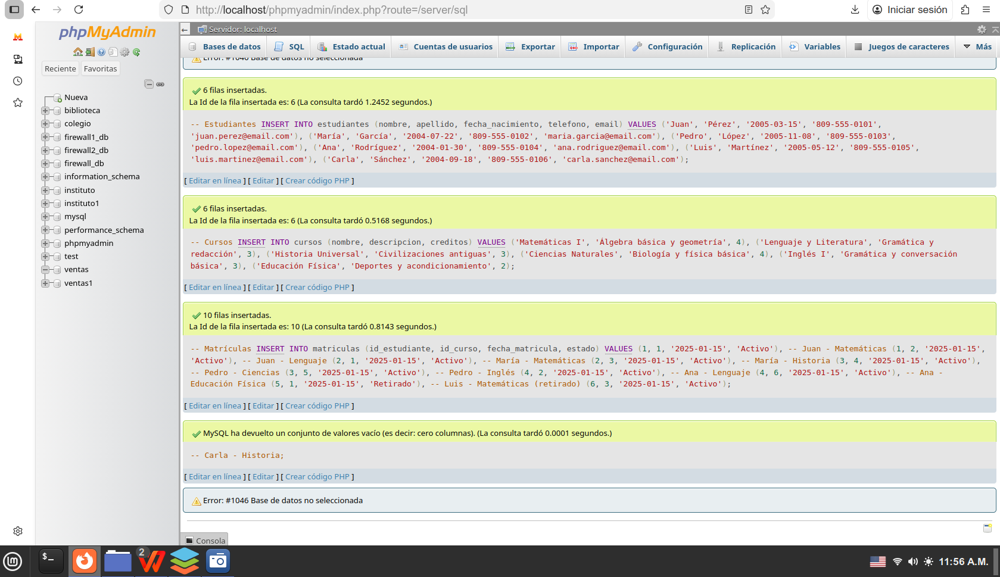 http://localhost/phpmyadmin/index.php?route=/server/sql
Iniciar sesión
phpMyAdmin
Reciente
Favoritas
Nueva
biblioteca
colegio
firewall1_db
firewall2_db
firewall_db
information_schema
instituto
instituto1
mysql
performance_schema
phpmyadmin
test
ventas
ventas1
Servidor: localhost
Bases de datos
SQL
Estado actual
Cuentas de usuarios
Exportar
Importar
Configuración
Replicación
Variables
Juegos de caracteres
Más
Error: #1046 Base de datos no seleccionada
6 filas insertadas.
La Id de la fila insertada es: 6 (La consulta tardó 1.2452 segundos.)
-- Estudiantes INSERT INTO estudiantes (nombre, apellido, fecha_nacimiento, telefono, email) VALUES ('Juan', 'Pérez', '2005-03-15', '809-555-0101',
'juan.perez@email.com'), ('María', 'García', '2004-07-22', '809-555-0102', 'maria.garcia@email.com'), ('Pedro', 'López', '2005-11-08', '809-555-0103',
'pedro.lopez@email.com'), ('Ana', 'Rodríguez', '2004-01-30', '809-555-0104', 'ana.rodriguez@email.com'), ('Luis', 'Martínez', '2005-05-12', '809-555-0105',
'luis.martinez@email.com'), ('Carla', 'Sánchez', '2004-09-18', '809-555-0106', 'carla.sanchez@email.com');
[ Editar en línea ] [ Editar ] [ Crear código PHP ]
6 filas insertadas.
La Id de la fila insertada es: 6 (La consulta tardó 0.5168 segundos.)
-- Cursos INSERT INTO cursos (nombre, descripcion, creditos) VALUES ('Matemáticas I', 'Álgebra básica y geometría', 4), ('Lenguaje y Literatura', 'Gramática y
redacción', 3), ('Historia Universal', 'Civilizaciones antiguas', 3), ('Ciencias Naturales', 'Biología y física básica', 4), ('Inglés I', 'Gramática y conversación
básica', 3), ('Educación Física', 'Deportes y acondicionamiento', 2);
[ Editar en línea ] [ Editar ] [ Crear código PHP ]
10 filas insertadas.
La Id de la fila insertada es: 10 (La consulta tardó 0.8143 segundos.)
-- Matrículas INSERT INTO matriculas (id_estudiante, id_curso, fecha_matricula, estado) VALUES (1, 1, '2025-01-15', 'Activo'), -- Juan - Matemáticas (1, 2, '2025-01-15',
'Activo'), -- Juan - Lenguaje (2, 1, '2025-01-15', 'Activo'), -- María - Matemáticas (2, 3, '2025-01-15', 'Activo'), -- María - Historia (3, 4, '2025-01-15', 'Activo'),
-- Pedro - Ciencias (3, 5, '2025-01-15', 'Activo'), -- Pedro - Inglés (4, 2, '2025-01-15', 'Activo'), -- Ana - Lenguaje (4, 6, '2025-01-15', 'Activo'), -- Ana -
Educación Física (5, 1, '2025-01-15', 'Retirado'), -- Luis - Matemáticas (retirado) (6, 3, '2025-01-15', 'Activo');
[ Editar en línea ] [ Editar ] [ Crear código PHP ]
MySQL ha devuelto un conjunto de valores vacío (es decir: cero columnas). (La consulta tardó 0.0001 segundos.)
-- Carla - Historia;
[ Editar en línea ] [ Editar ] [ Crear código PHP ]
Error: #1046 Base de datos no seleccionada
Consola
$_
2
11:56 A.M.